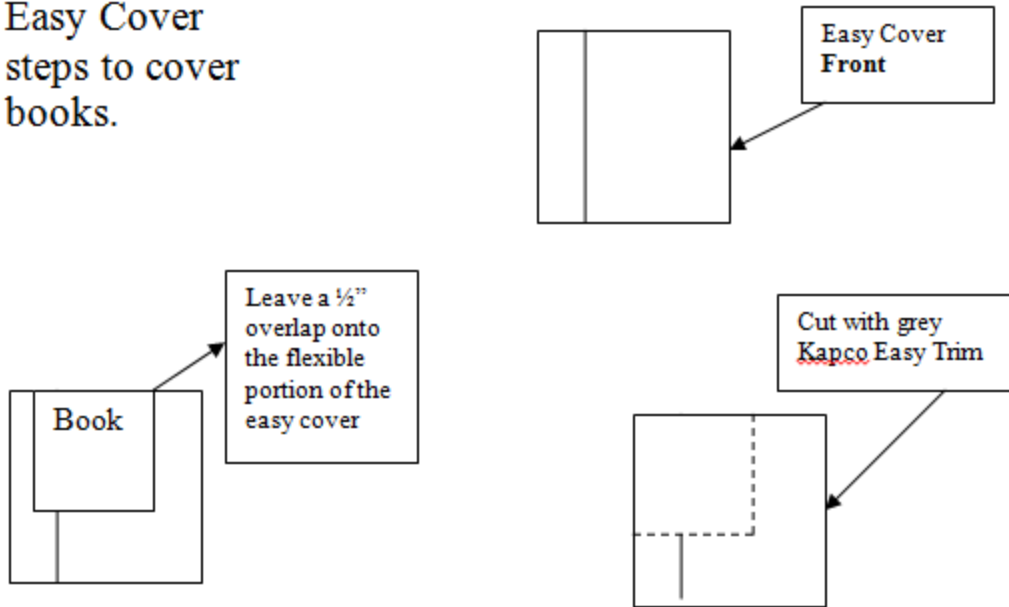 Easy Cover
steps to cover
books.
Easy Cover
Front
Leave a ½”
overlap onto
the flexible
portion of the
easy cover
Book
Cut with grey
Kapco Easy Trim